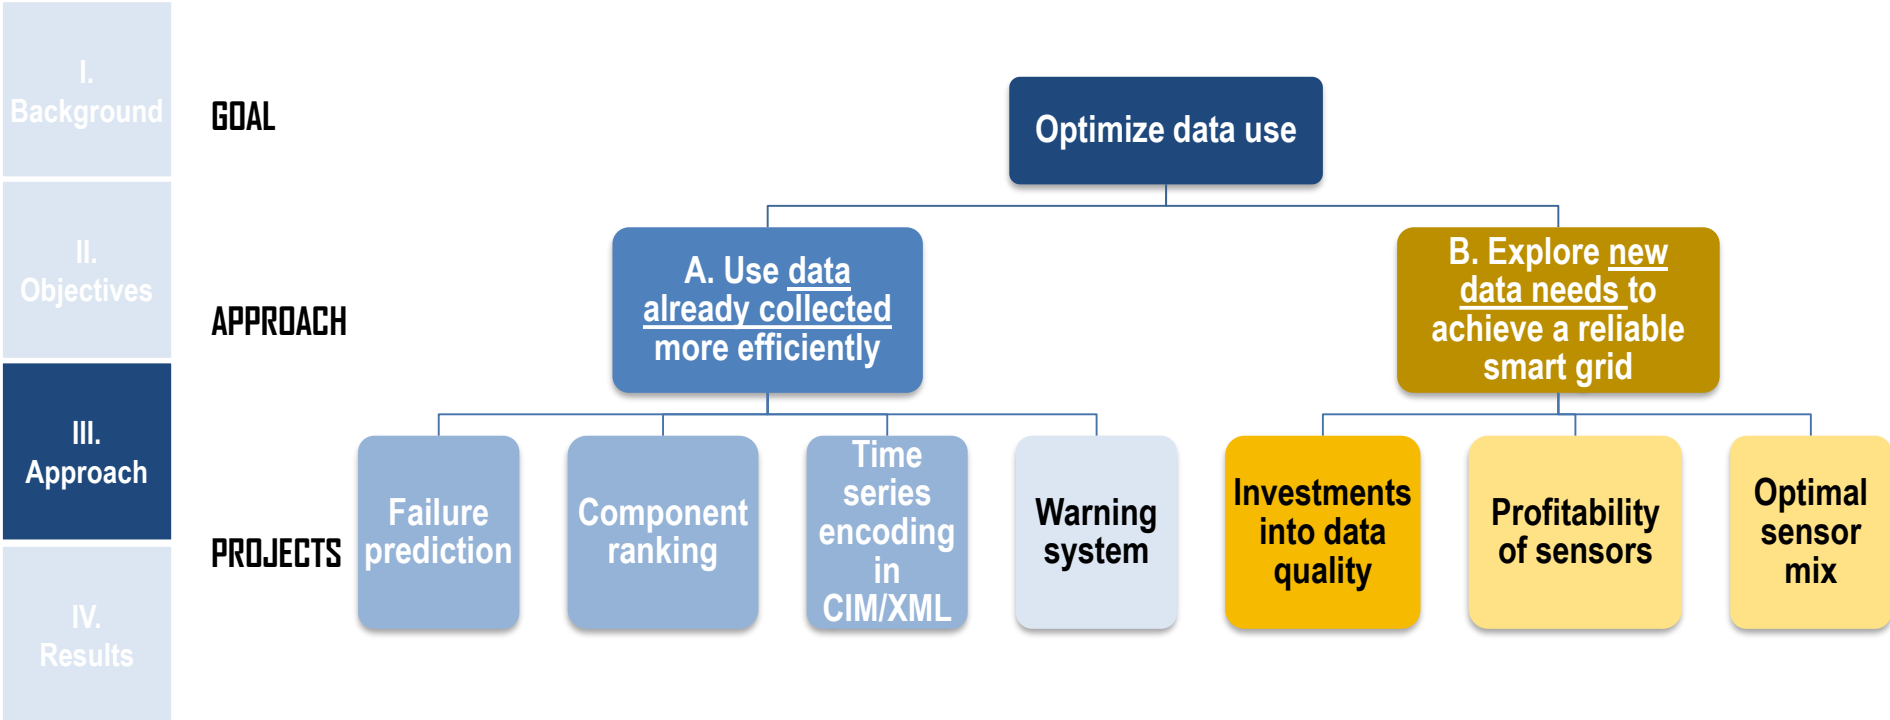 I.
Background
II.
Objectives
III.
Approach
IV.
Results
GOAL
Optimize data use
APPROACH
A. Use data
already collected
more efficiently
B. Explore new
data needs to
achieve a reliable
smart grid
PROJECTS
Failure
prediction
Component
ranking
Time
series
encoding
in
CIM/XML
Warning
system
Investments
into data
quality
Profitability
of sensors
Optimal
sensor
mix